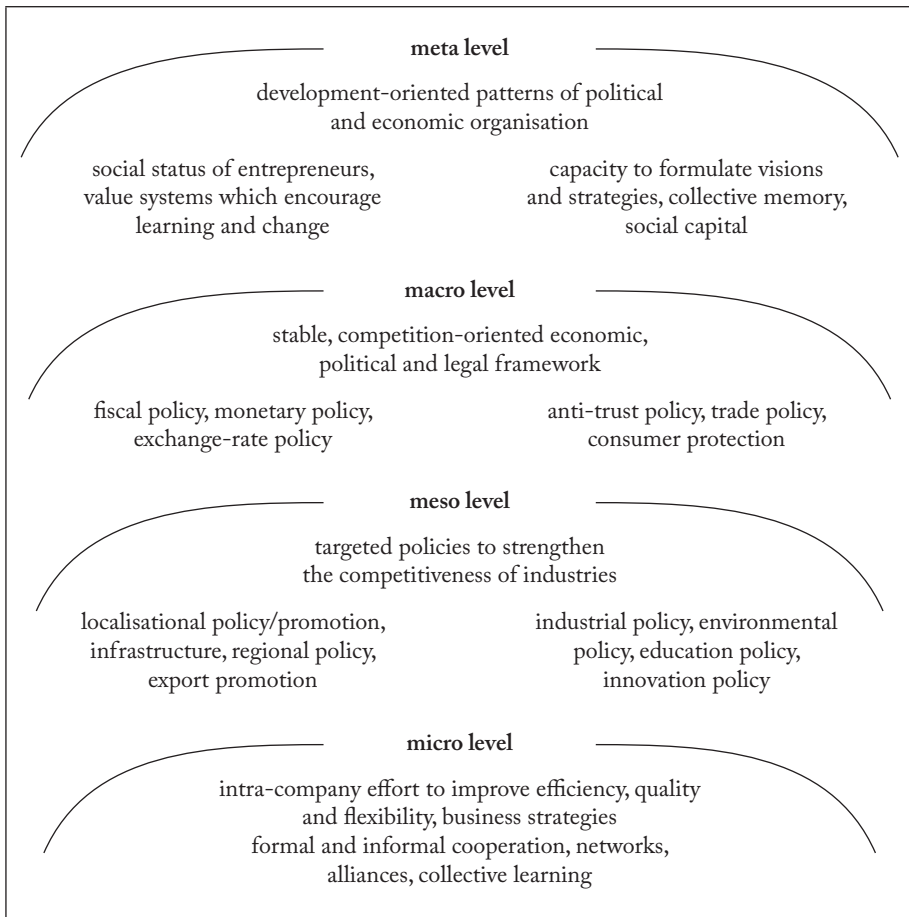 meta level
development-oriented patterns of political
and economic organisation
social status of entrepreneurs,
value systems which encourage
learning and change
capacity to formulate visions
and strategies, collective memory,
social capital
macro level
stable, competition-oriented economic,
political and legal framework
fiscal policy, monetary policy,
exchange-rate policy
anti-trust policy, trade policy,
consumer protection
meso level
targeted policies to strengthen
the competitiveness of industries
localisational policy/promotion,
infrastructure, regional policy,
export promotion
industrial policy, environmental
policy, education policy,
innovation policy
micro level
intra-company effort to improve efficiency, quality
and flexibility, business strategies
formal and informal cooperation, networks,
alliances, collective learning